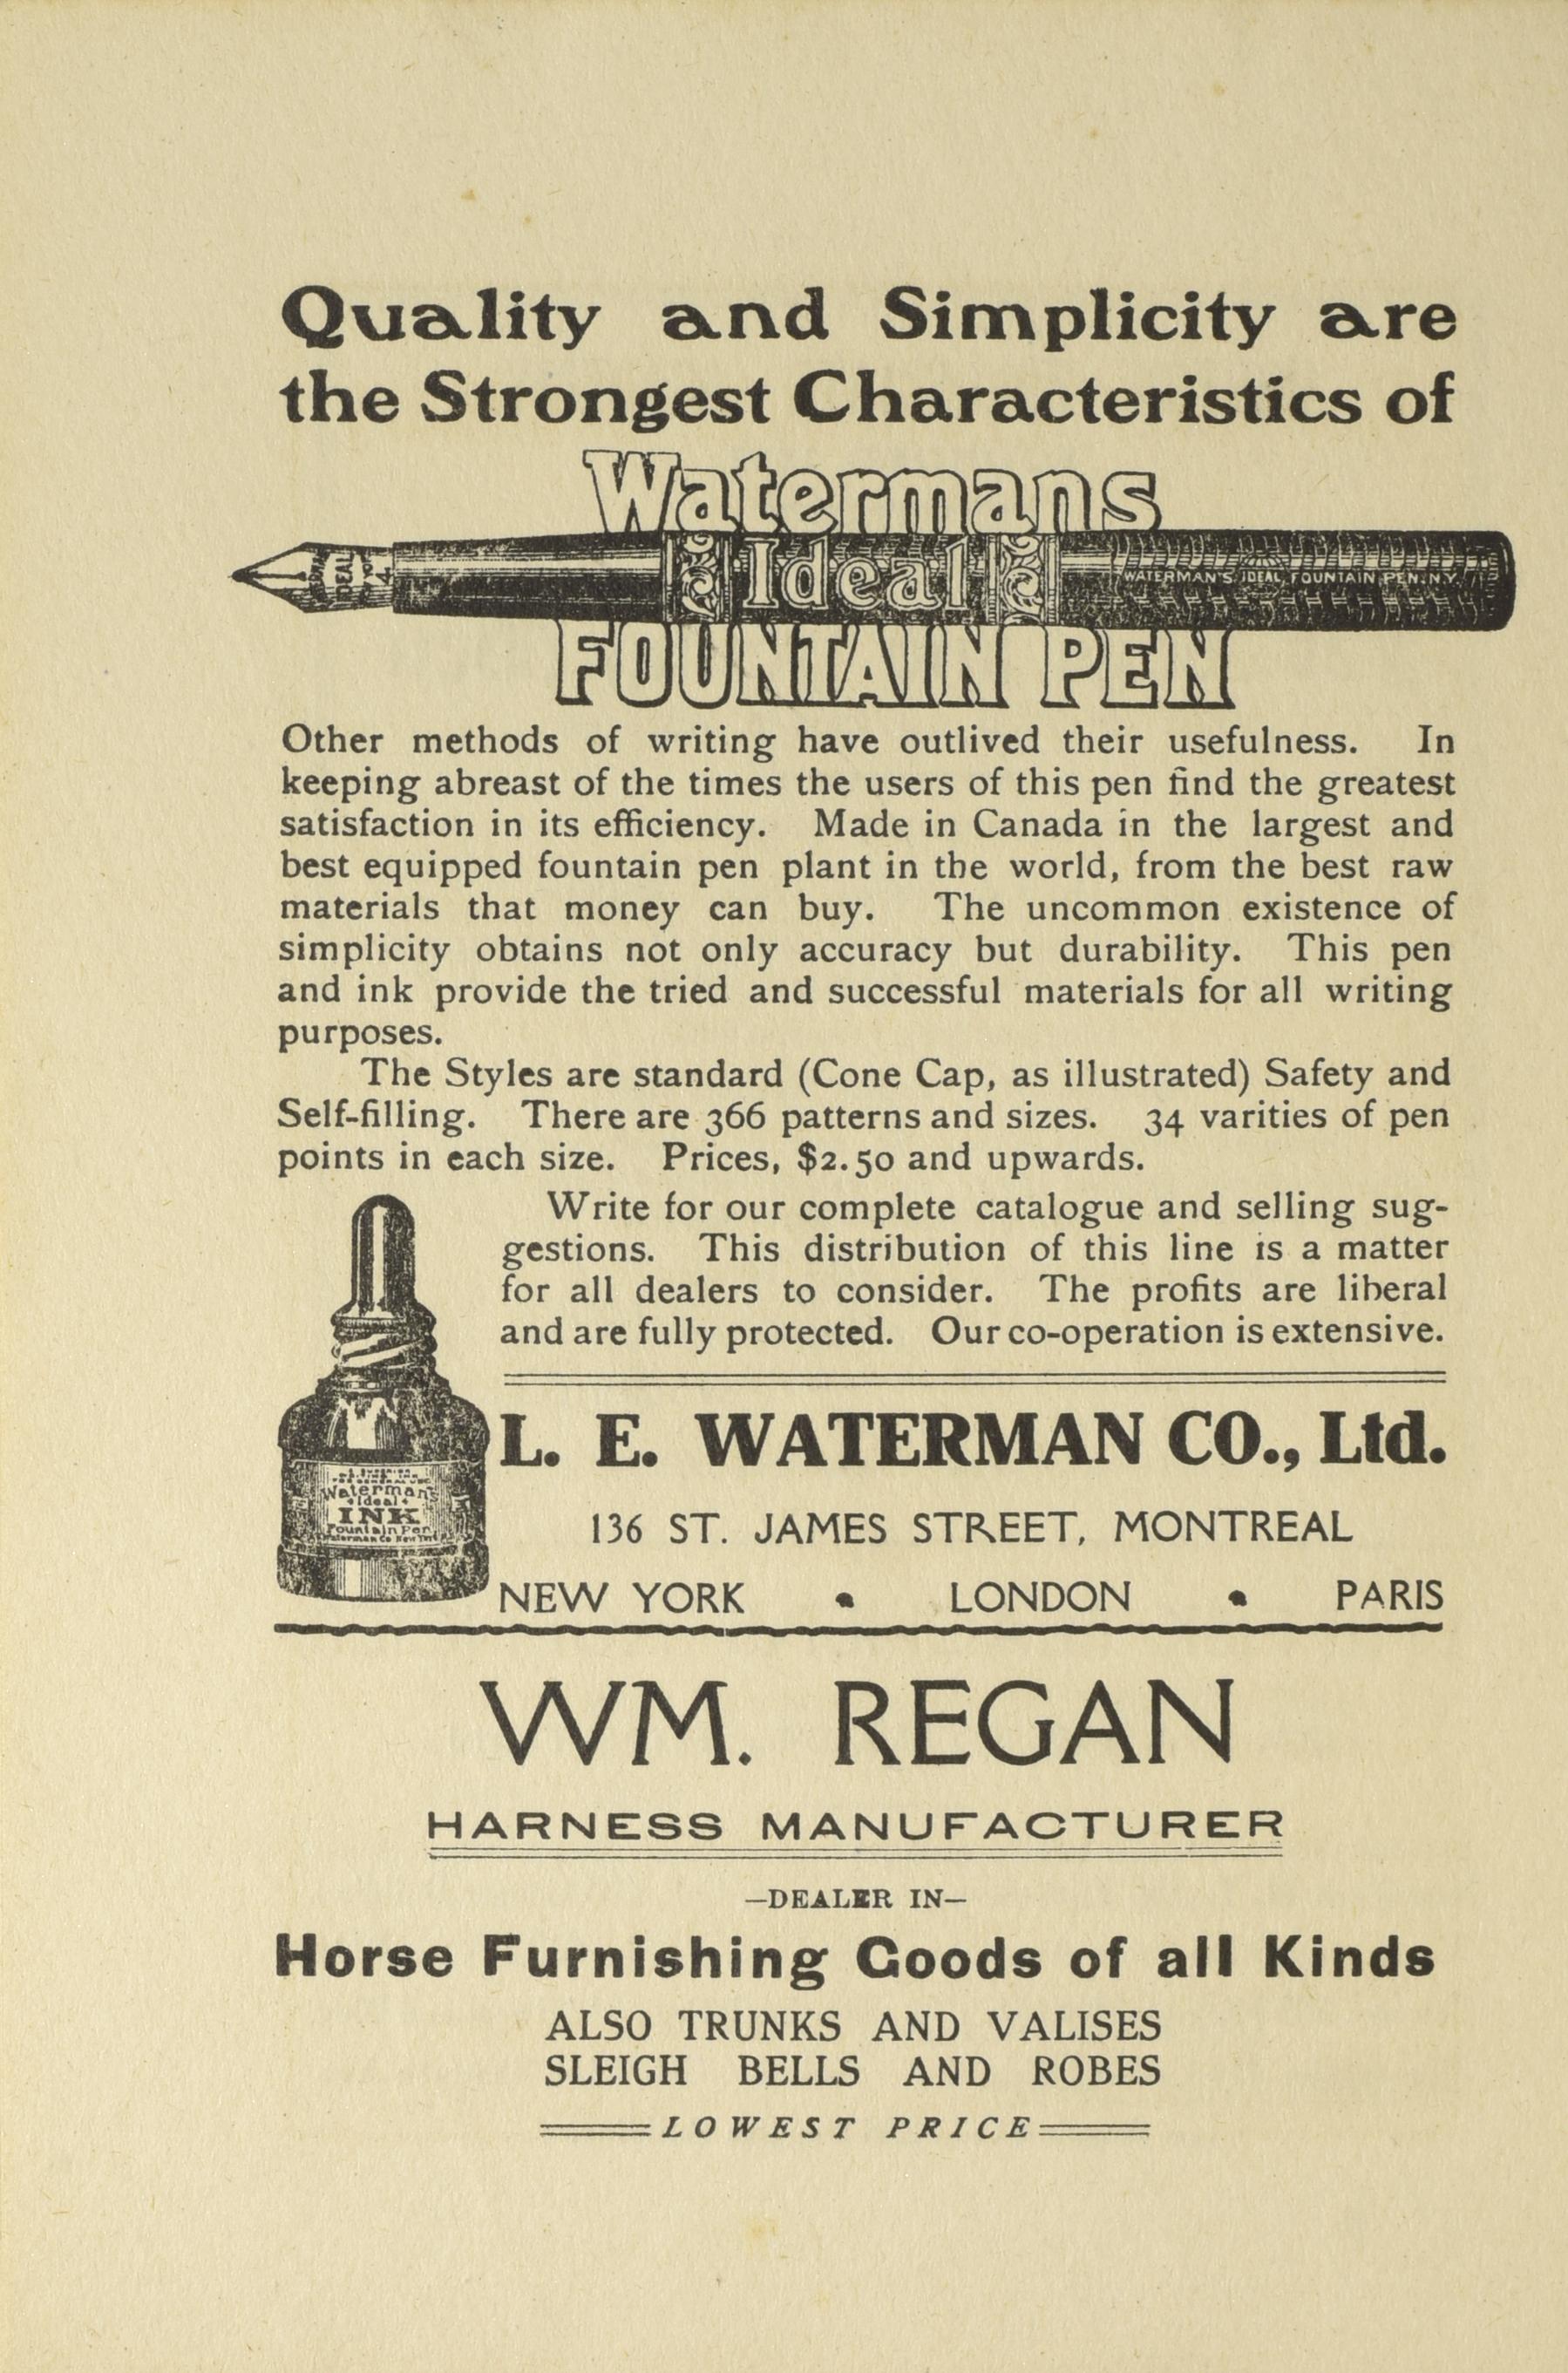 Quality and Simplicity are
the Strongest Characteristics of
Watermans
Ideal
WATERMAN'S IDEAL FOUNTAIN PEN. N.Y.
IDEAL
FOUNTAIN PEN
Other methods of writing have outlived their usefulness. In
keeping abreast of the times the users of this pen find the greatest
satisfaction in its efficiency. Made in Canada in the largest and
best equipped fountain pen plant in the world, from the best raw
materials that money can buy. The uncommon existence of
simplicity obtains not only accuracy but durability. This pen
and ink provide the tried and successful materials for all writing
purposes.
The Styles are standard (Cone Cap, as illustrated) Safety and
Self-filling. There are 366 patterns and sizes. 34 varities of pen
points in each size. Prices, $2.50 and upwards.
Write for our complete catalogue and selling sug-
gestions. This distribution of this line is a matter
for all dealers to consider. The profits are liberal
and are fully protected. Our co-operation is extensive.
Waterman's
Ideal
INK
Fountain Pen
L. E. WATERMAN CO., Ltd.
136 ST. JAMES STREET, MONTREAL
NEW YORK • LONDON • PARIS
WM. REGAN
HARNESS MANUFACTURER
—DEALER IN—
Horse Furnishing Goods of all Kinds
ALSO TRUNKS AND VALISES
SLEIGH BELLS AND ROBES
LOWEST PRICE